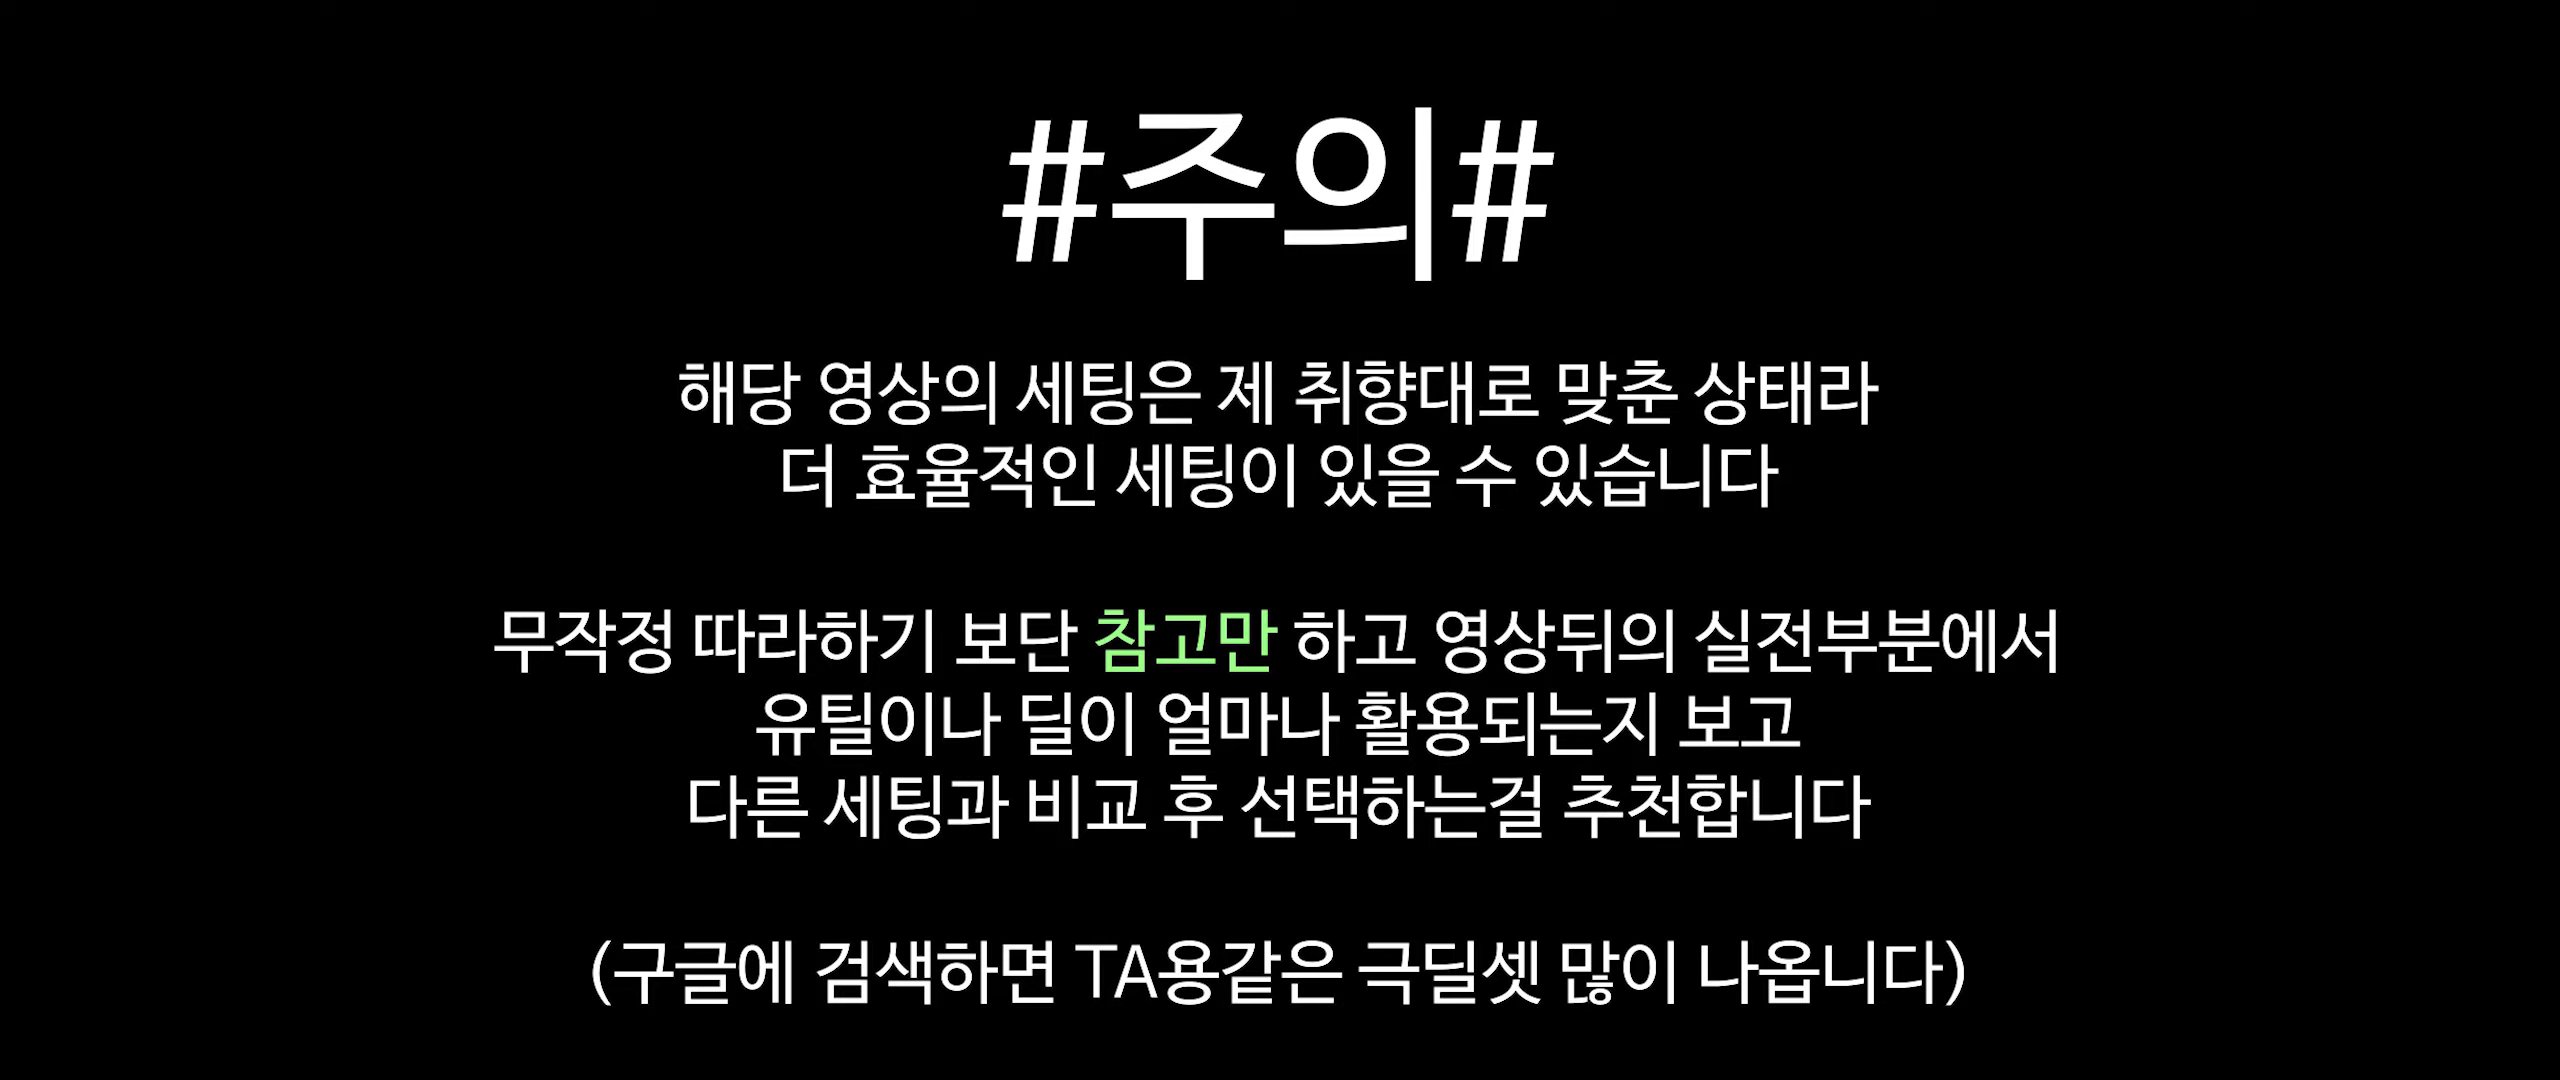 #주의#
해당 영상의 세팅은 제 취향대로 맞춘 상태라
더 효율적인 세팅이 있을 수 있습니다
무작정 따라하기 보단 참고만 하고 영상뒤의 실전부분에서
유틸이나 딜이 얼마나 활용되는지 보고
다른 세팅과 비교 후 선택하는걸 추천합니다
(구글에 검색하면 TA용같은 극딜셋 많이 나옵니다)